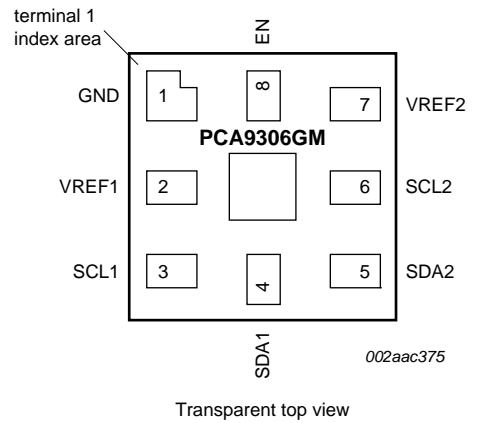 terminal 1
index area
EN
GND
1
8
7
VREF2
PCA9306GM
VREF1
2
6
SCL2
SCL1
3
4
5
SDA2
SDA1
002aac375
Transparent top view